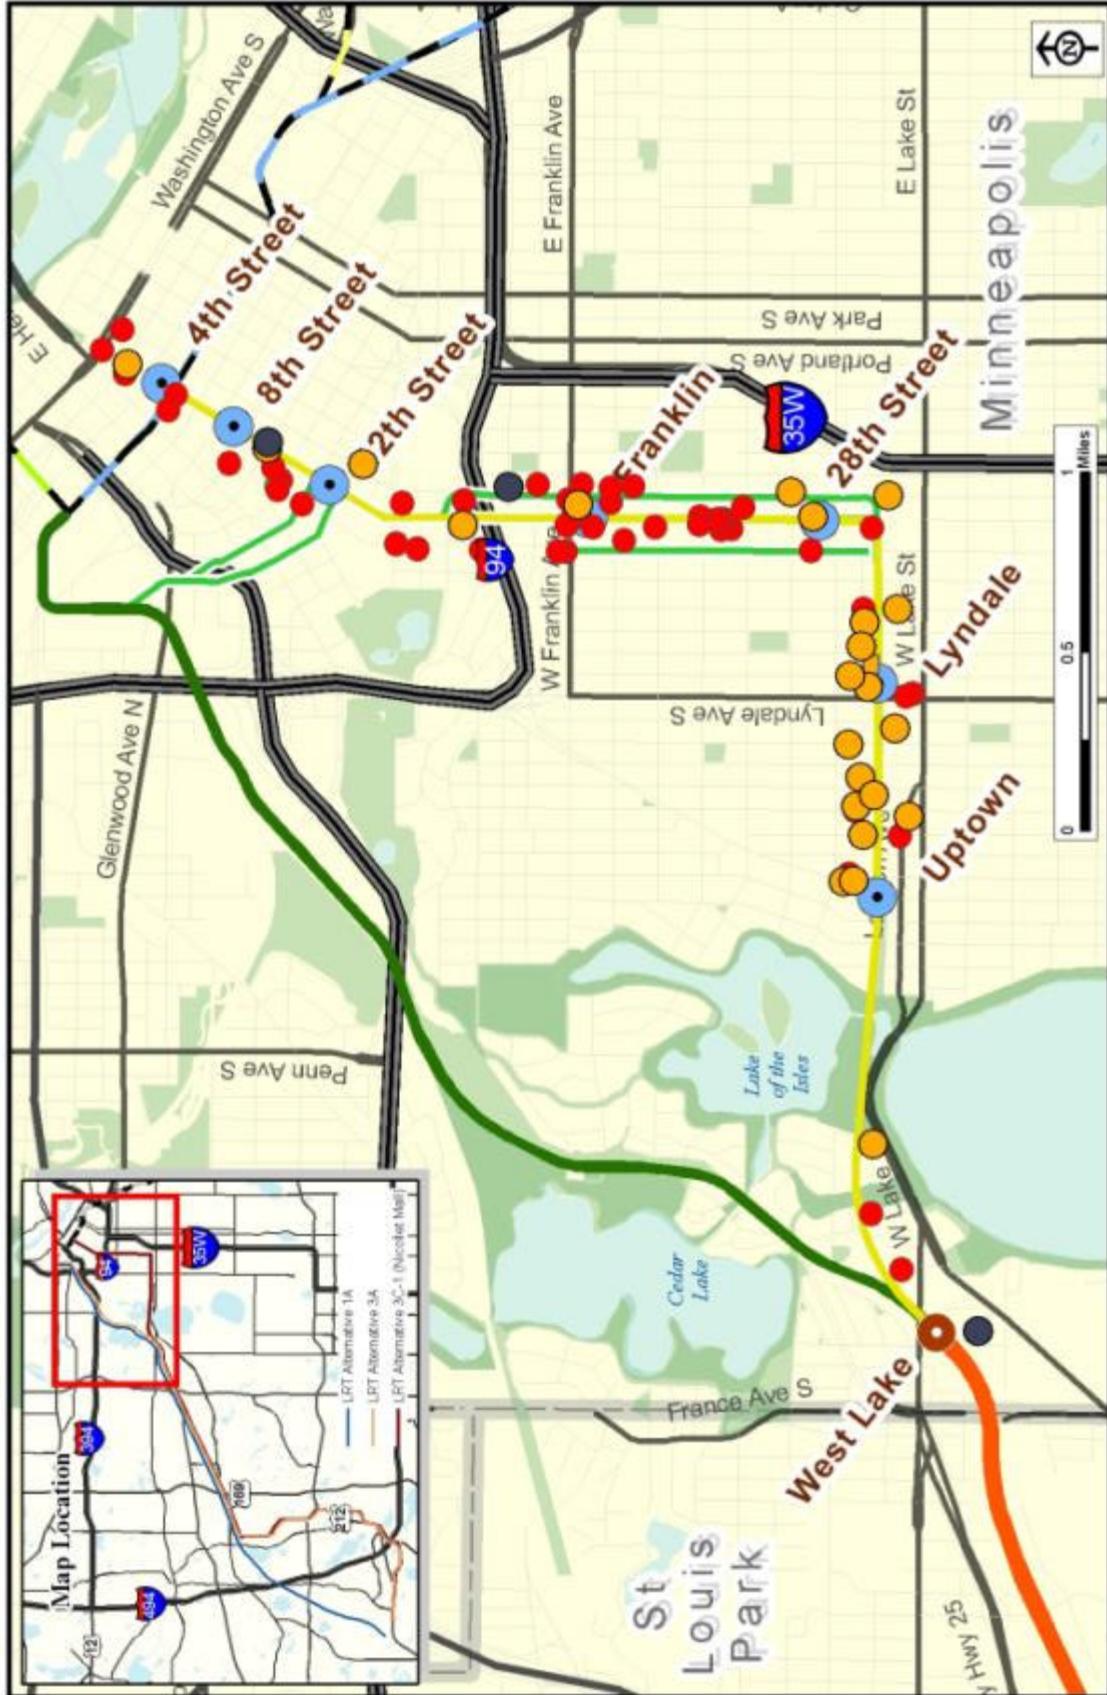 Map Location
12
494
394
94
35W
169
212
LRT Alternative 1A
LRT Alternative 3A
LRT Alternative 3C-1 (Nicollet Mall)
Washington Ave S
Glenwood Ave N
Penn Ave S
4th Street
8th Street
12th Street
94
E Franklin Ave
W Franklin Ave
Franklin
Park Ave S
Portland Ave S
35W
28th Street
Lyndale Ave S
E Lake St
W Lake St
Lyndale
Uptown
Minneapolis
Lake
of the
Isles
Cedar
Lake
W Lake
West Lake
France Ave S
St
Louis
Park
y Hwy 25
0
0.5
1
Miles
N